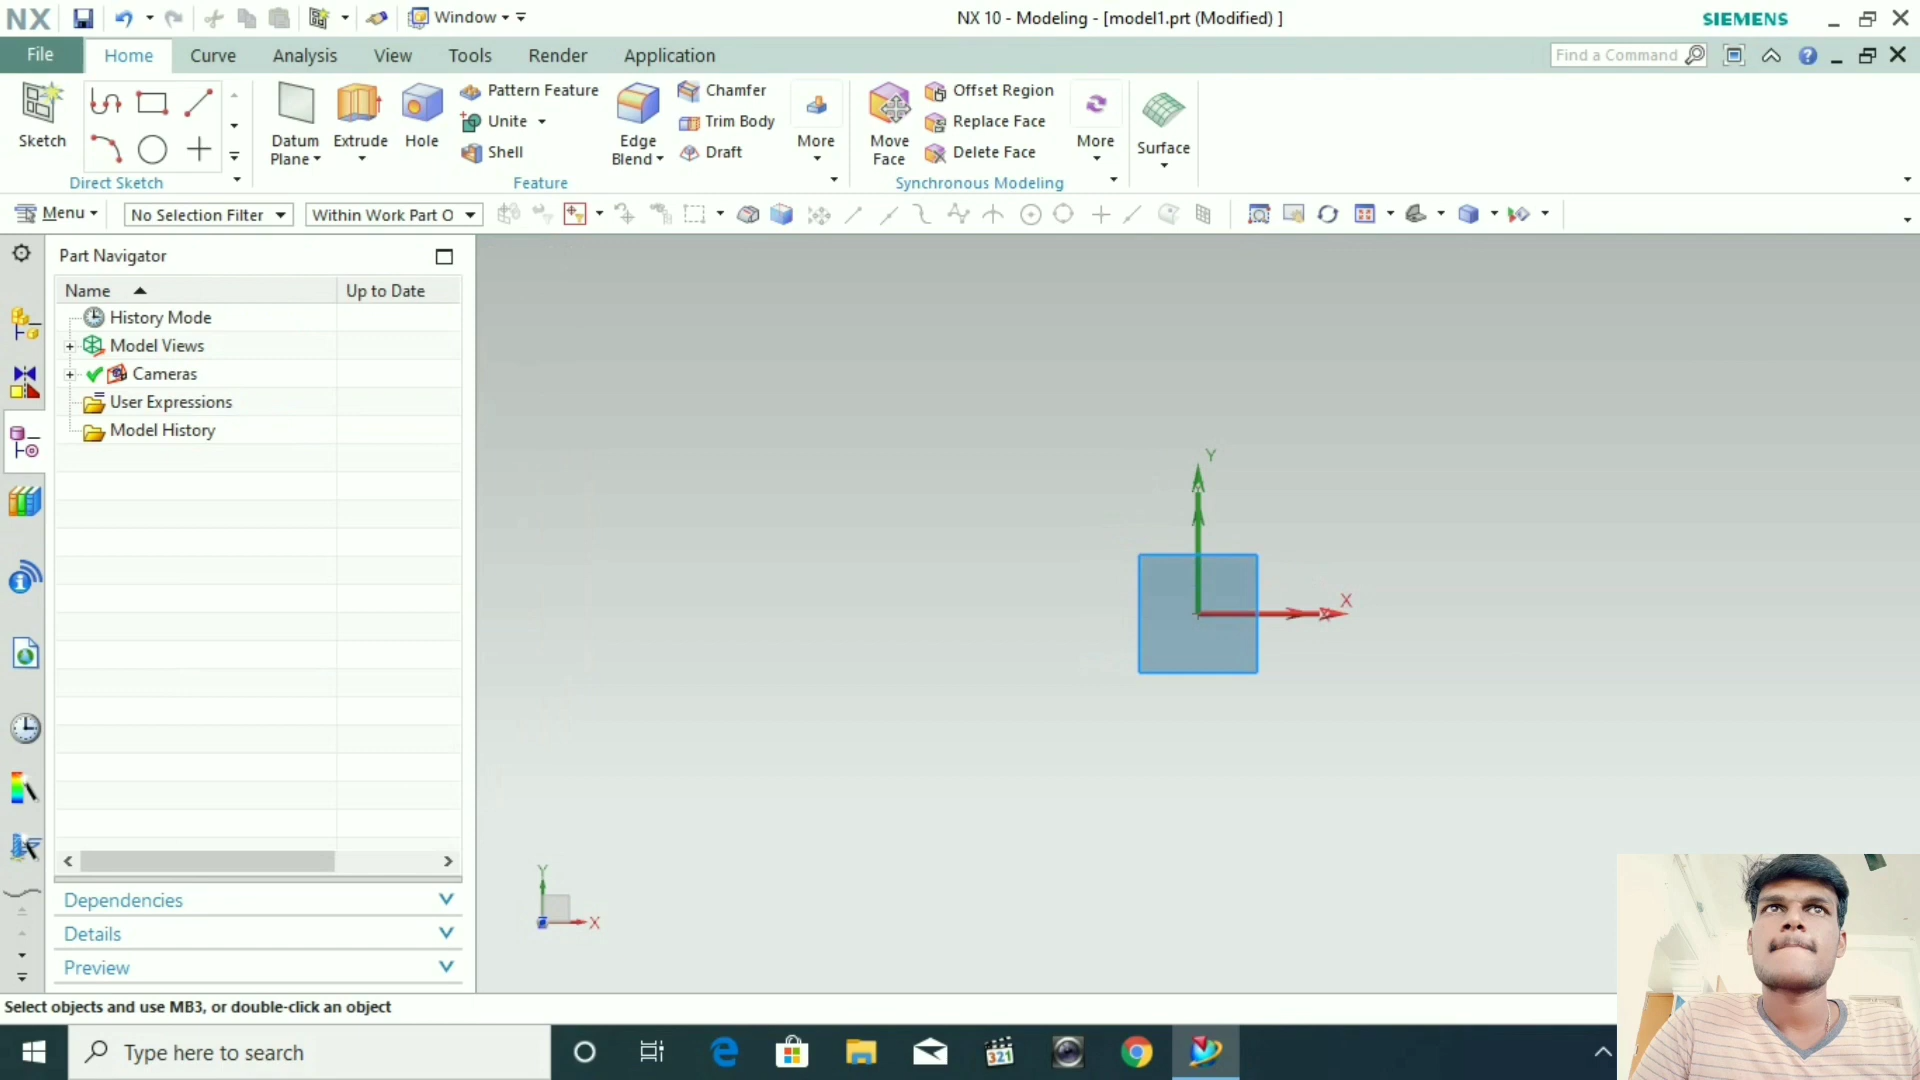 NX Window NX 10 - Modeling - [model1.prt (Modified) ] SIEMENS
File Home Curve Analysis View Tools Render Application Find a Command
Sketch
Direct Sketch
Datum Plane Extrude Hole
Pattern Feature
Unite
Shell
Edge Blend
Chamfer
Trim Body
Draft
More
Feature
Move Face
Offset Region
Replace Face
Delete Face
More
Synchronous Modeling
Surface
Menu No Selection Filter Within Work Part O
Part Navigator
Name Up to Date
History Mode
Model Views
Cameras
User Expressions
Model History
Dependencies
Details
Preview
Y
X
Y
X
Select objects and use MB3, or double-click an object
Type here to search
321